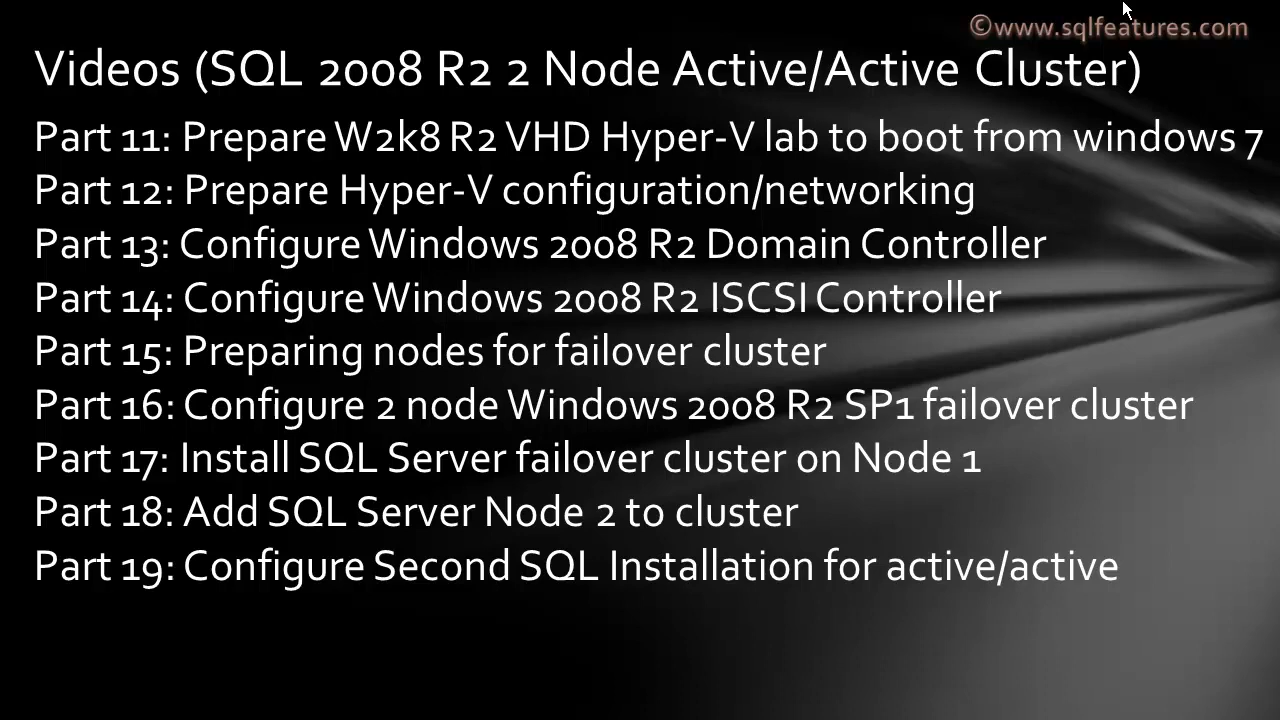 ©www.sqlfeatures.com
Videos (SQL 2008 R2 2 Node Active/Active Cluster)
Part 11: Prepare W2k8 R2 VHD Hyper-V lab to boot from windows 7
Part 12: Prepare Hyper-V configuration/networking
Part 13: Configure Windows 2008 R2 Domain Controller
Part 14: Configure Windows 2008 R2 ISCSI Controller
Part 15: Preparing nodes for failover cluster
Part 16: Configure 2 node Windows 2008 R2 SP1 failover cluster
Part 17: Install SQL Server failover cluster on Node 1
Part 18: Add SQL Server Node 2 to cluster
Part 19: Configure Second SQL Installation for active/active